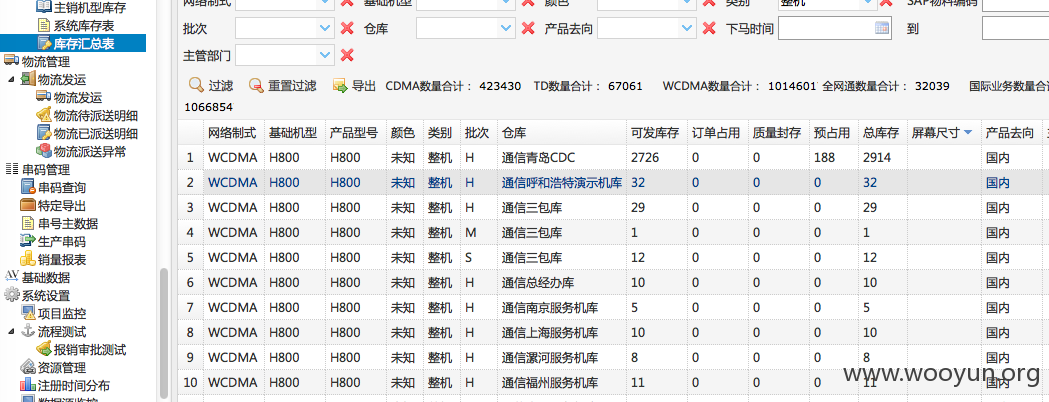 主销机型库存
系统库存表
库存汇总表
物流管理
物流发运
物流发运
物流待派送明细
物流已派送明细
物流派送异常
串码管理
串码查询
特定导出
串号主数据
生产串码
销量报表
基础数据
系统设置
项目监控
流程测试
报销审批测试
资源管理
注册时间分布
数据源监控
网络制式 基础机型 颜色 类别 整机 SAP物料编码
批次 仓库 产品去向 下马时间 到
主管部门
过滤 重置过滤 导出 CDMA数量合计： 423430 TD数量合计： 67061 WCDMA数量合计： 1014601 全网通数量合计： 32039 国际业务数量合计
1066854
网络制式 基础机型 产品型号 颜色 类别 批次 仓库 可发库存 订单占用 质量封存 预占用 总库存 屏幕尺寸 产品去向
1 WCDMA H800 H800 未知 整机 H 通信青岛CDC 2726 0 0 188 2914 国内
2 WCDMA H800 H800 未知 整机 H 通信呼和浩特演示机库 32 0 0 0 32 国内
3 WCDMA H800 H800 未知 整机 H 通信三包库 29 0 0 0 29 国内
4 WCDMA H800 H800 未知 整机 M 通信三包库 1 0 0 0 1 国内
5 WCDMA H800 H800 未知 整机 S 通信三包库 12 0 0 0 12 国内
6 WCDMA H800 H800 未知 整机 H 通信总经办库 10 0 0 0 10 国内
7 WCDMA H800 H800 未知 整机 H 通信南京服务机库 5 0 0 0 5 国内
8 WCDMA H800 H800 未知 整机 H 通信上海服务机库 10 0 0 0 10 国内
9 WCDMA H800 H800 未知 整机 H 通信漯河服务机库 8 0 0 0 8 国内
10 WCDMA H800 H800 未知 整机 H 通信福州服务机库 11 0 0 0 11 国内
www.wooyun.org